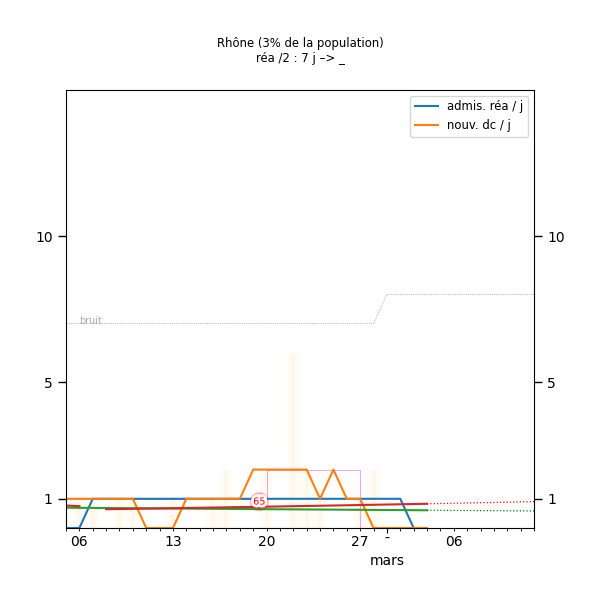 Rhône (3% de la population)
réa /2 : 7 j –> _
admis. réa / j
nouv. dc / j
10
10
bruit
5
5
65
1
1
06
13
20
27
-
06
mars